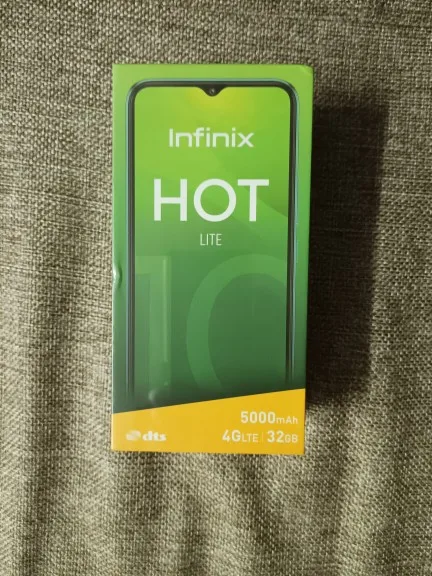 Infinix
HOT
LITE
10
5000mAh
dts
4GLTE | 32GB